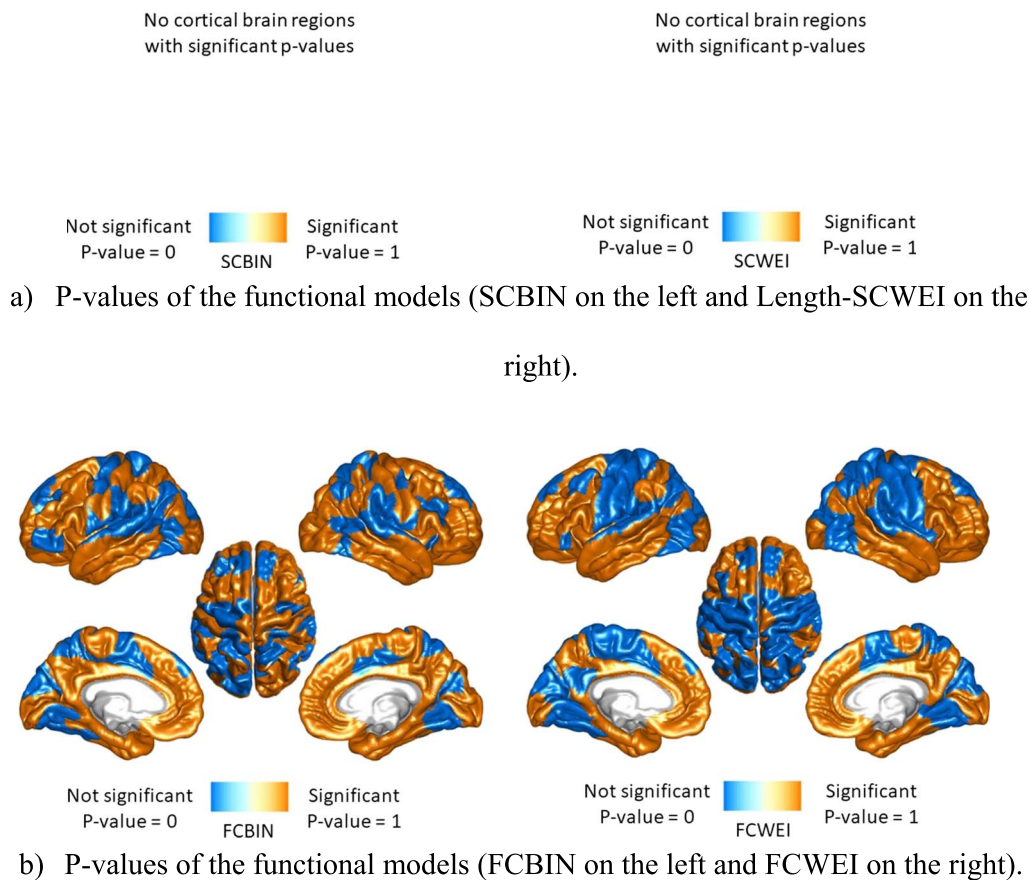 No cortical brain regions
with significant p-values
No cortical brain regions
with significant p-values
Not significant
P-value = 0
SCBIN
Significant
P-value = 1
Not significant
P-value = 0
SCWEI
Significant
P-value = 1
a) P-values of the functional models (SCBIN on the left and Length-SCWEI on the
right).
Not significant
P-value = 0
FCBIN
Significant
P-value = 1
Not significant
P-value = 0
FCWEI
Significant
P-value = 1
b) P-values of the functional models (FCBIN on the left and FCWEI on the right).